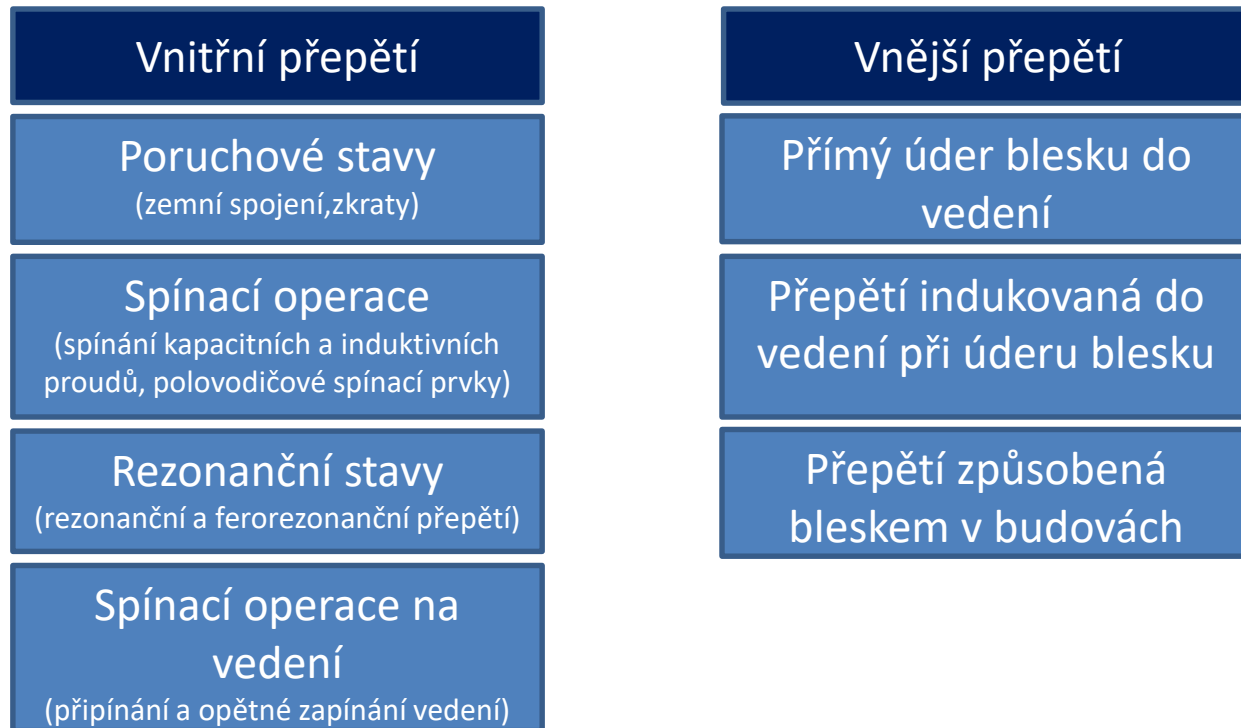 Vnitřní přepětí
Poruchové stavy
(zemní spojení,zkraty)
Spínací operace
(spínání kapacitních a induktivních
proudů, polovodičové spínací prvky)
Rezonanční stavy
(rezonanční a ferorezonanční přepětí)
Spínací operace na
vedení
(připínání a opětné zapínání vedení)
Vnější přepětí
Přímý úder blesku do
vedení
Přepětí indukovaná do
vedení při úderu blesku
Přepětí způsobená
bleskem v budovách